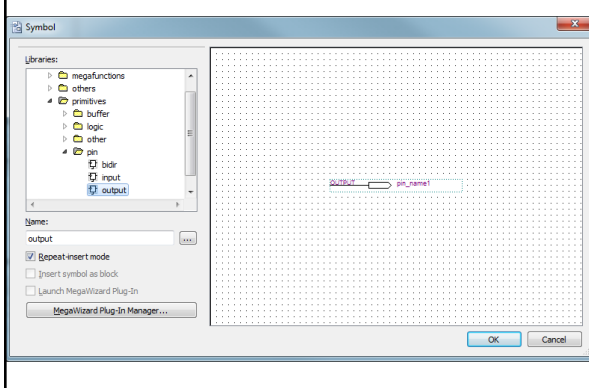 Symbol
Libraries:
megafunctions
others
primitives
buffer
logic
other
pin
bidir
input
output
OUTPUT pin_name1
Name:
output
...
Repeat-insert mode
Insert symbol as block
Launch MegaWizard Plug-In
MegaWizard Plug-In Manager...
OK Cancel